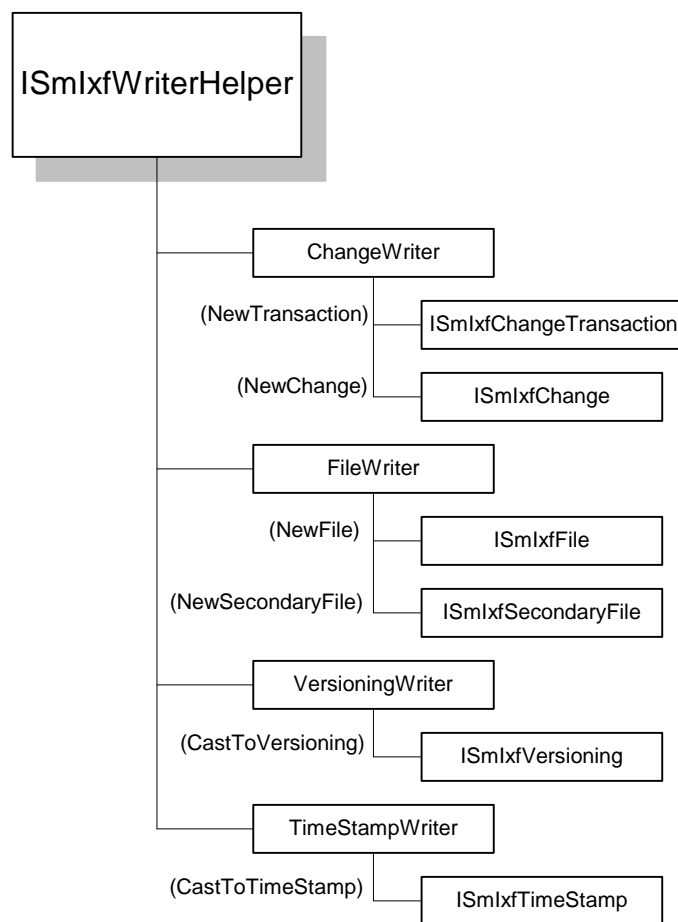 ISmIxfWriterHelper
ChangeWriter
(NewTransaction)
ISmIxfChangeTransaction
(NewChange)
ISmIxfChange
FileWriter
(NewFile)
ISmIxfFile
(NewSecondaryFile)
ISmIxfSecondaryFile
VersioningWriter
(CastToVersioning)
ISmIxfVersioning
TimeStampWriter
(CastToTimeStamp)
ISmIxfTimeStamp